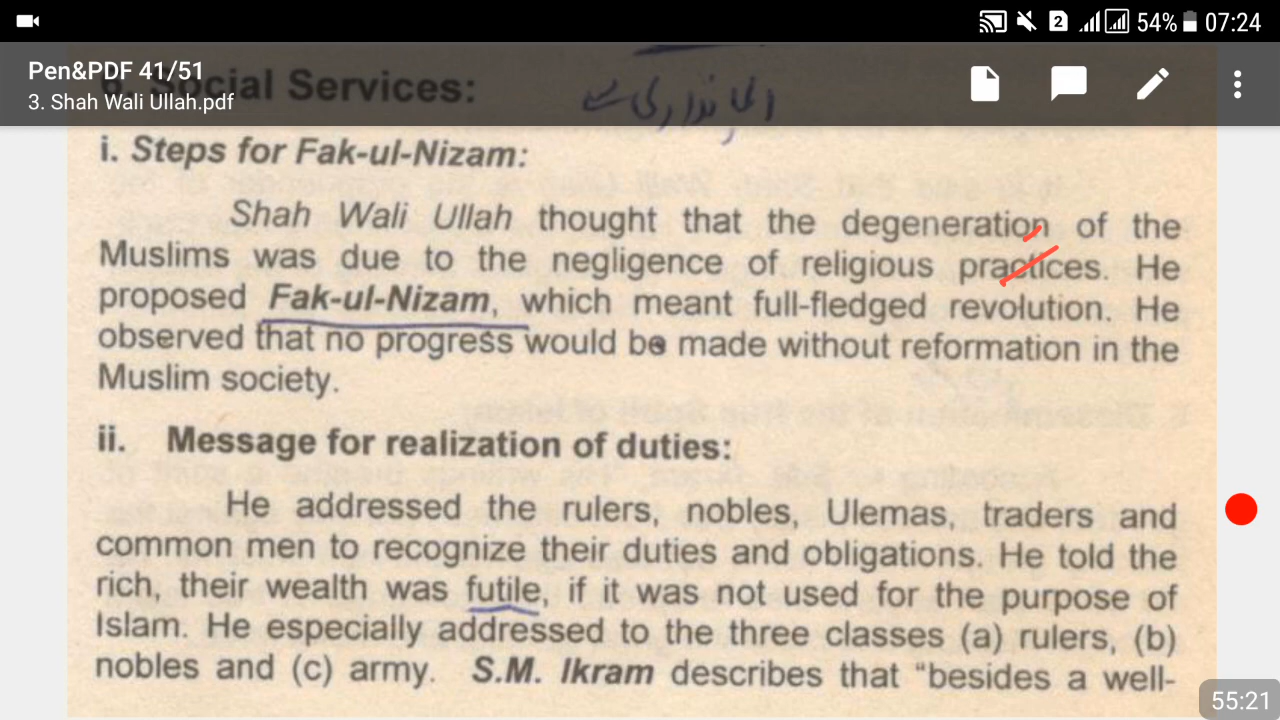 2 54% 07:24
Pen&PDF 41/51
3. Shah Wali Ullah.pdf
6. Social Services:
i. Steps for Fak-ul-Nizam:
Shah Wali Ullah thought that the degeneration of the
Muslims was due to the negligence of religious practices. He
proposed Fak-ul-Nizam, which meant full-fledged revolution. He
observed that no progress would be made without reformation in the
Muslim society.
ii. Message for realization of duties:
He addressed the rulers, nobles, Ulemas, traders and
common men to recognize their duties and obligations. He told the
rich, their wealth was futile, if it was not used for the purpose of
Islam. He especially addressed to the three classes (a) rulers, (b)
nobles and (c) army. S.M. Ikram describes that “besides a well-
55:21